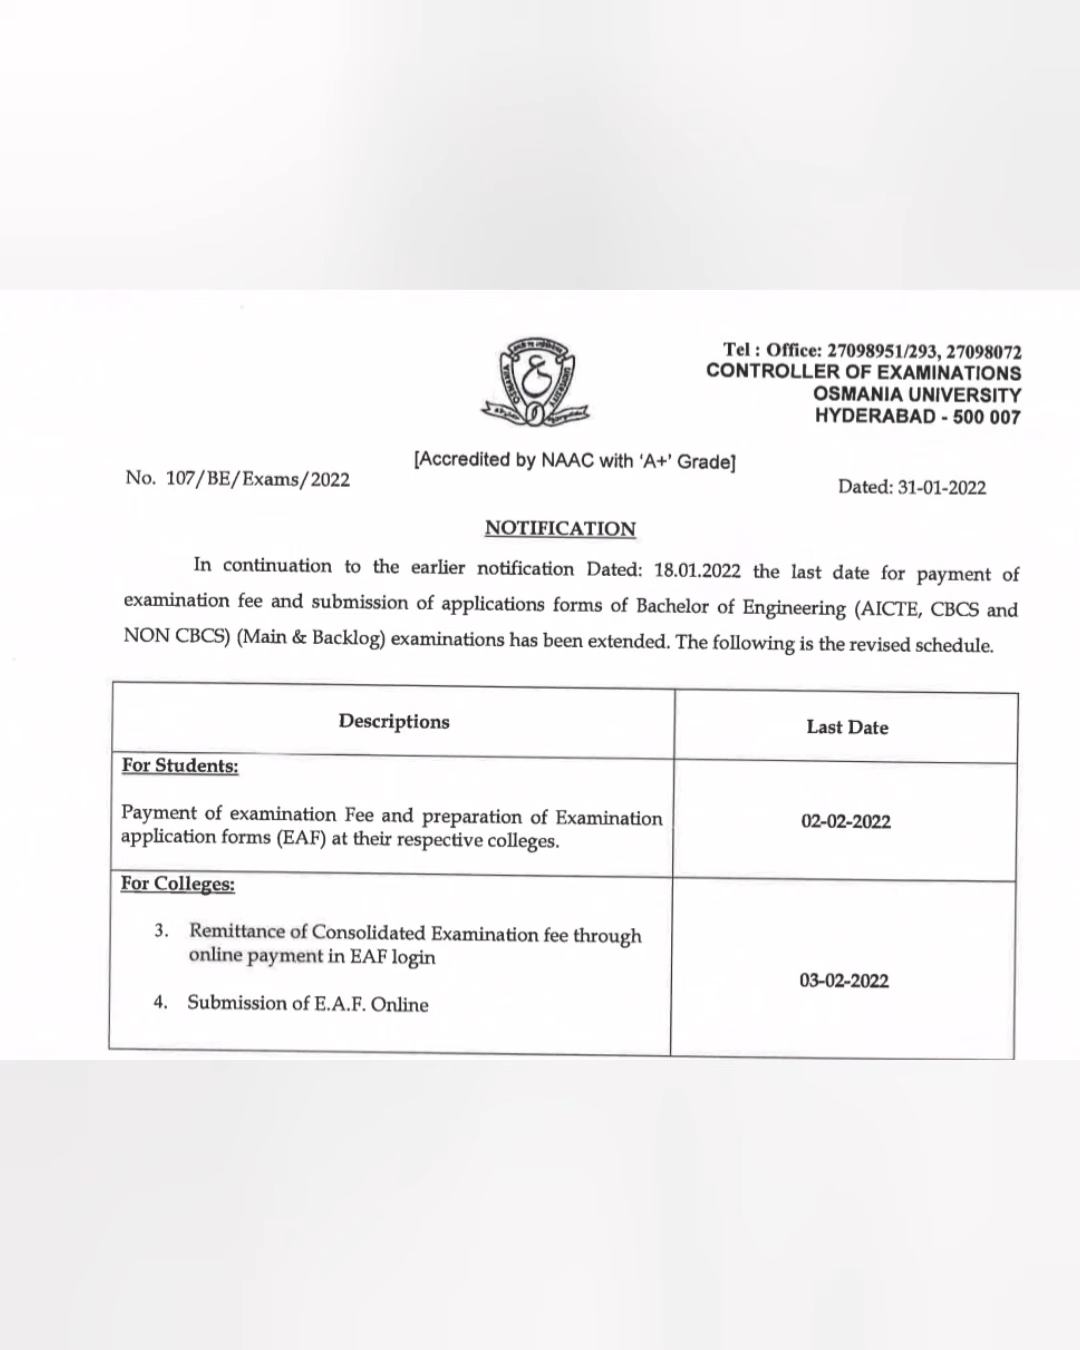 Tel : Office: 27098951/293, 27098072
CONTROLLER OF EXAMINATIONS
OSMANIA UNIVERSITY
HYDERABAD - 500 007
OSMANIA UNIVERSITY
[Accredited by NAAC with ‘A+’ Grade]
No. 107/BE/Exams/2022
Dated: 31-01-2022
NOTIFICATION
In continuation to the earlier notification Dated: 18.01.2022 the last date for payment of
examination fee and submission of applications forms of Bachelor of Engineering (AICTE, CBCS and
NON CBCS) (Main & Backlog) examinations has been extended. The following is the revised schedule.
Descriptions
Last Date
For Students:
Payment of examination Fee and preparation of Examination
application forms (EAF) at their respective colleges.
02-02-2022
For Colleges:
3. Remittance of Consolidated Examination fee through
online payment in EAF login
4. Submission of E.A.F. Online
03-02-2022